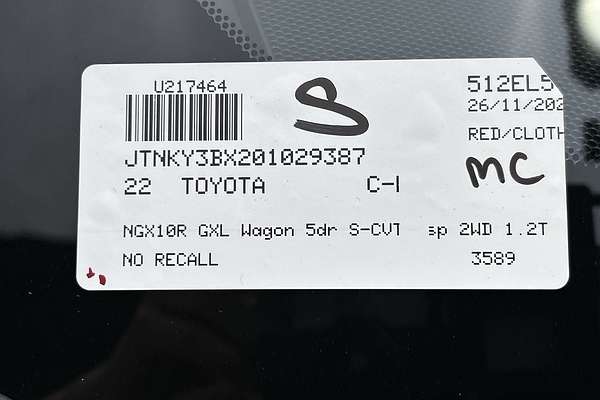 U217464
S
512EL5
26/11/202
JTNKY3BX201029387
RED/CLOTH
22 TOYOTA C-H
MC
NGX10R GXL Wagon 5dr S-CVT sp 2WD 1.2T
NO RECALL 3589